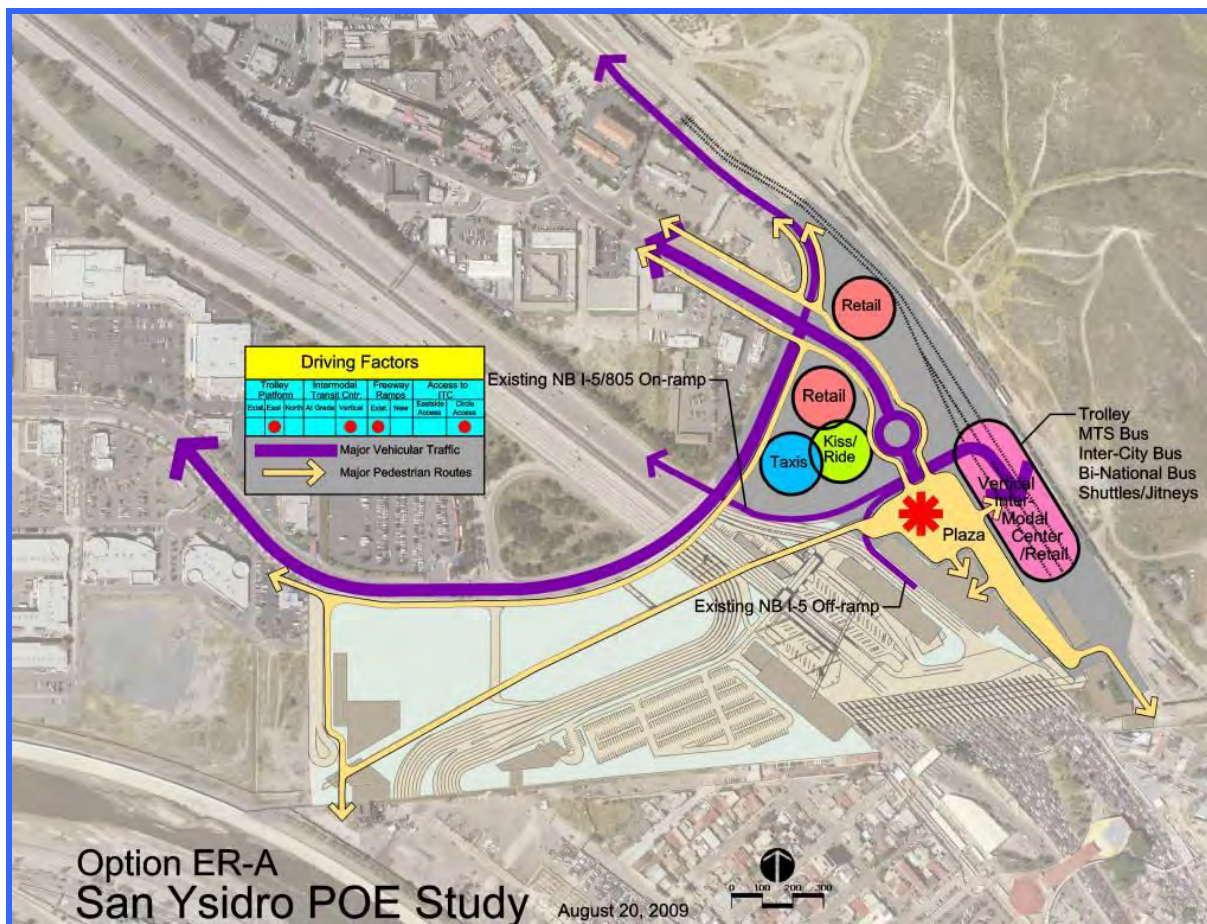 Retail
Driving Factors
Trolley Platform
Intermodal Transit Cntr.
Freeway Ramps
Access to ITC
Exist. East North At Grade Vertical Exist. New Eastside Access Circle Access
Major Vehicular Traffic
Major Pedestrian Routes
Existing NB I-5/805 On-ramp
Retail
Kiss/
Ride
Taxis
Trolley
MTS Bus
Inter-City Bus
Bi-National Bus
Shuttles/Jitneys
Vertical
Inter-
Modal
Center
/Retail
Plaza
Existing NB I-5 Off-ramp
Option ER-A
San Ysidro POE Study
August 20, 2009
0 100 200 300